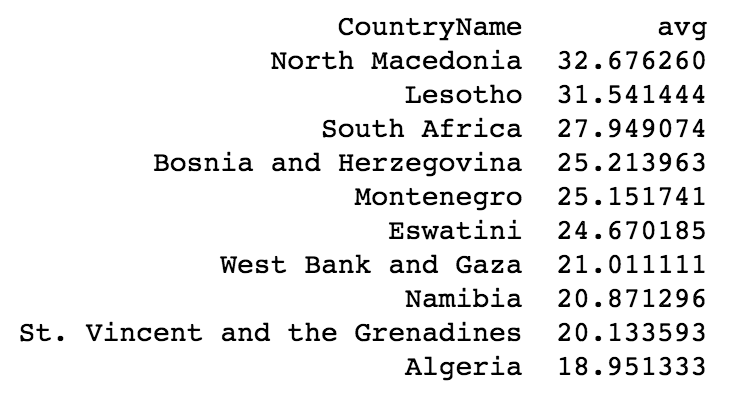 CountryName avg
North Macedonia 32.676260
Lesotho 31.541444
South Africa 27.949074
Bosnia and Herzegovina 25.213963
Montenegro 25.151741
Eswatini 24.670185
West Bank and Gaza 21.011111
Namibia 20.871296
St. Vincent and the Grenadines 20.133593
Algeria 18.951333